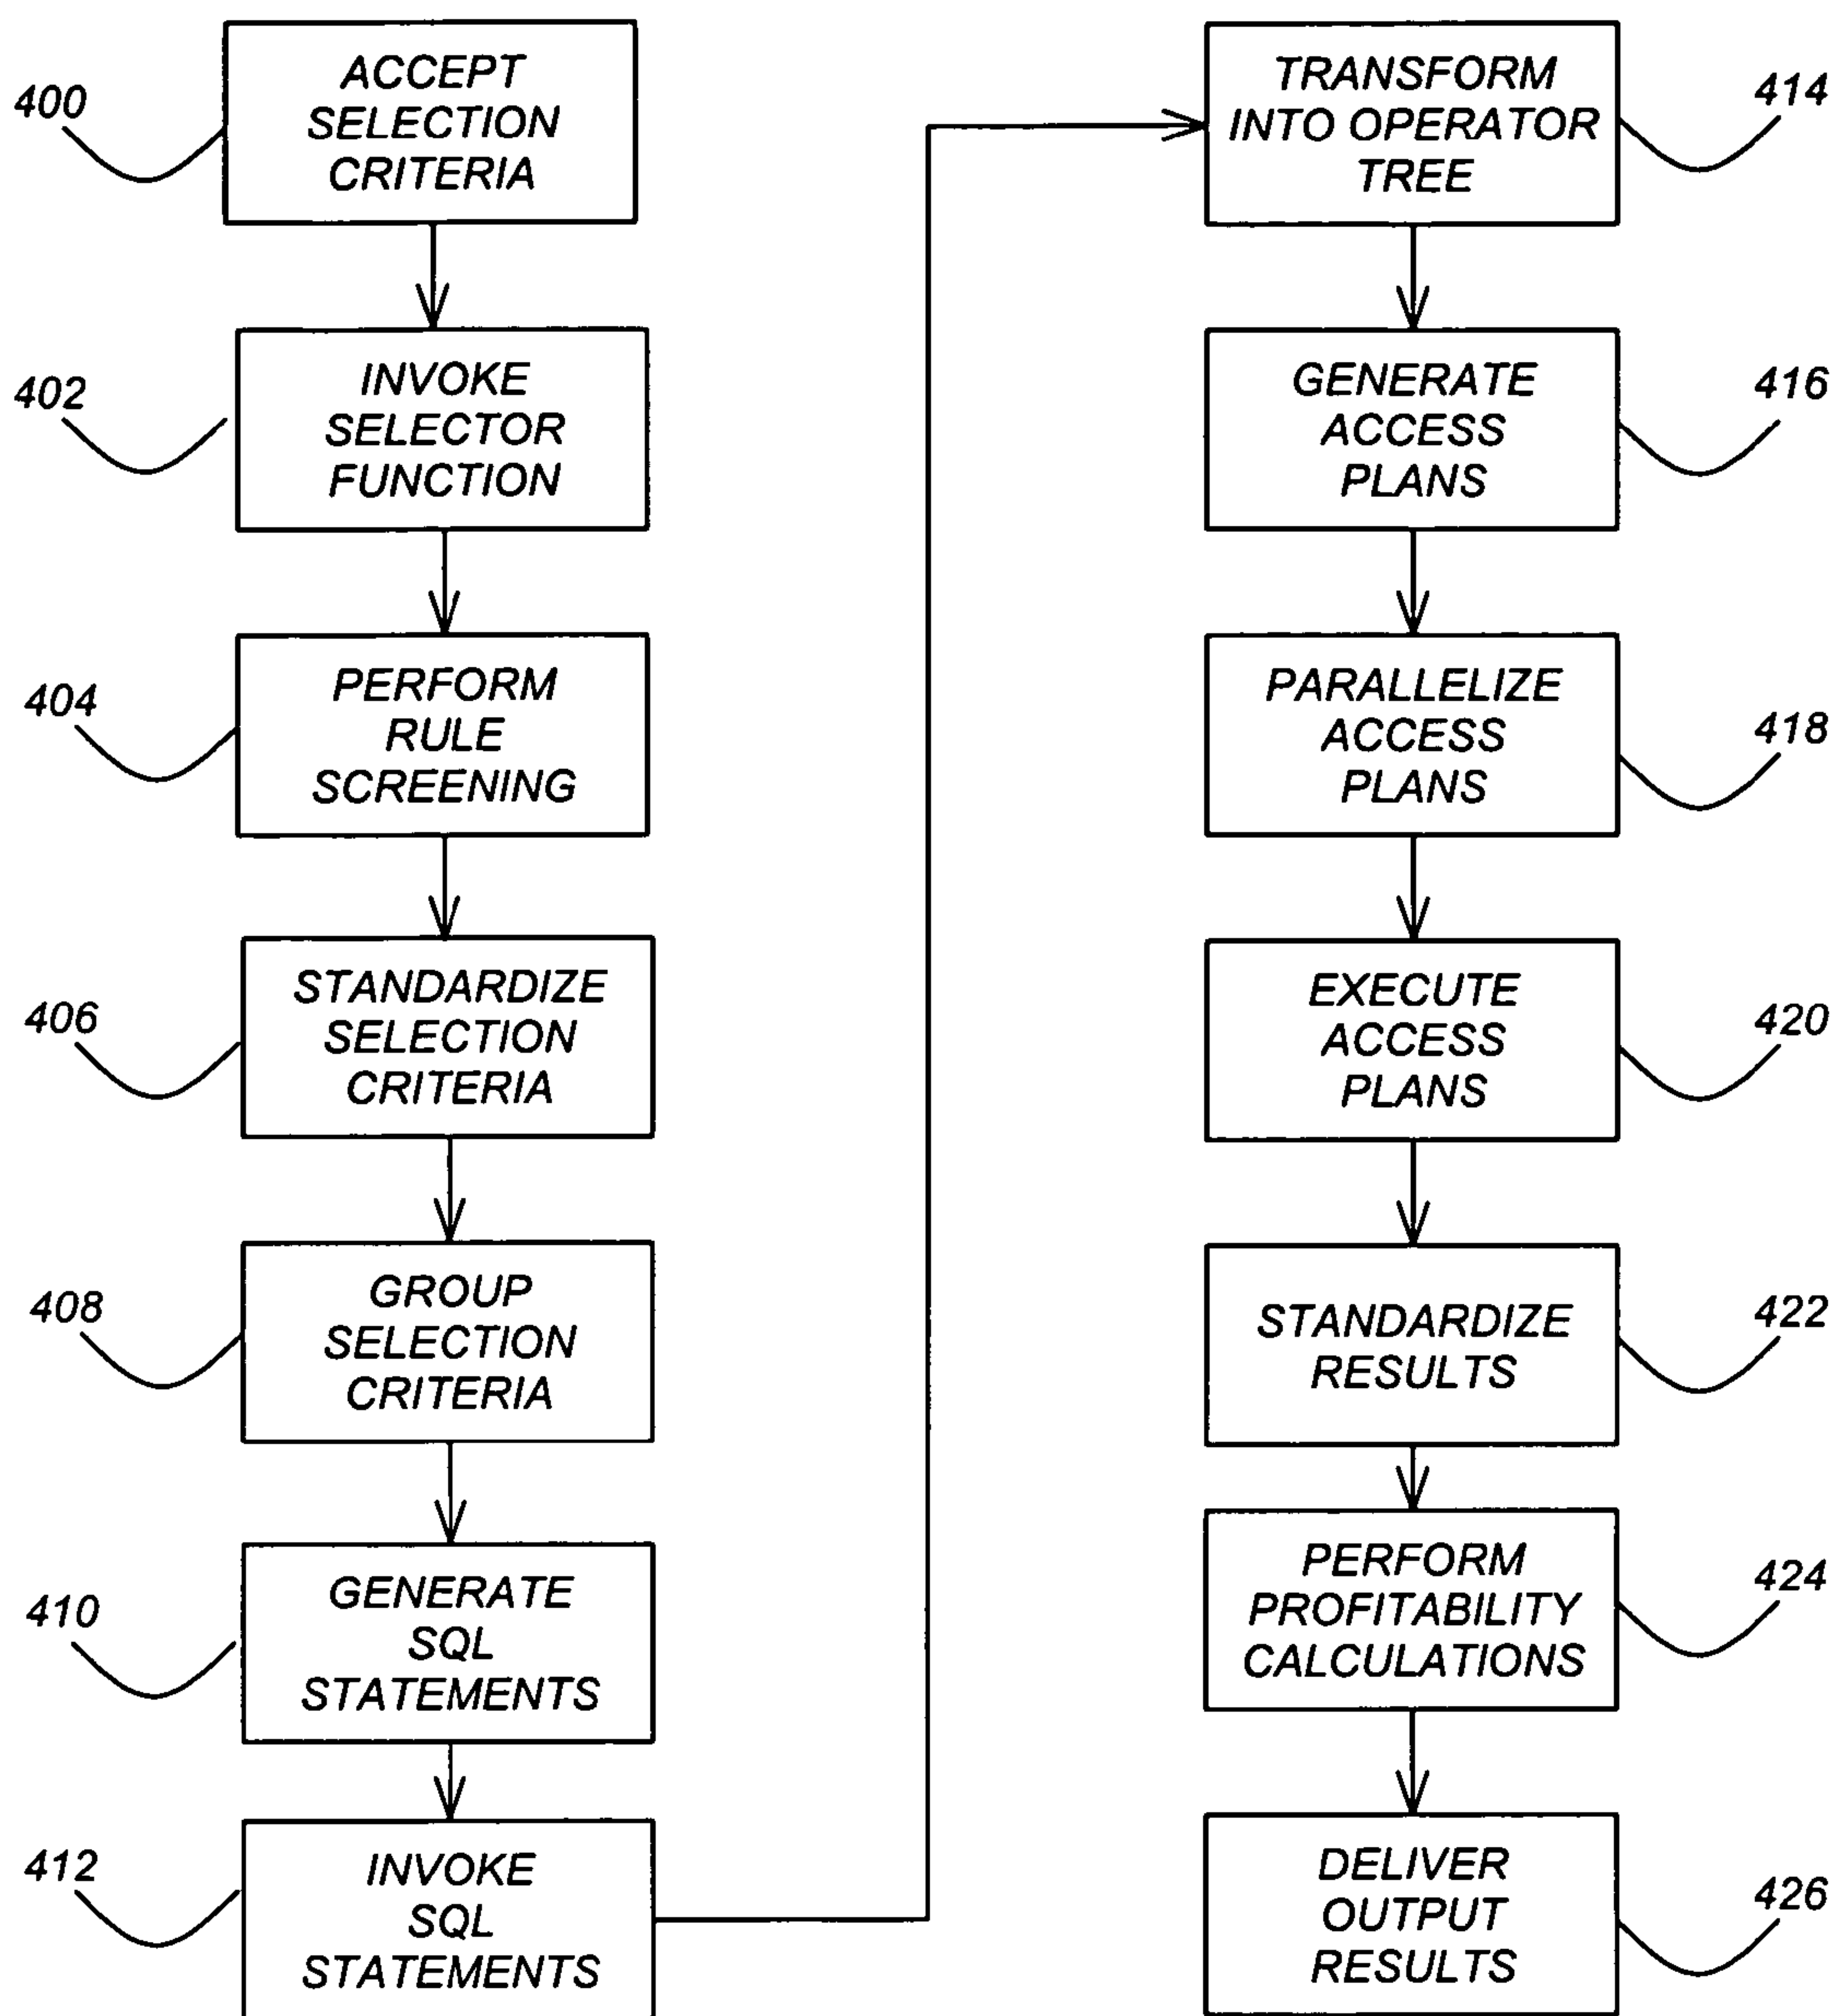 400
ACCEPT
SELECTION
CRITERIA
402
INVOKE
SELECTOR
FUNCTION
404
PERFORM
RULE
SCREENING
406
STANDARDIZE
SELECTION
CRITERIA
408
GROUP
SELECTION
CRITERIA
410
GENERATE
SQL
STATEMENTS
412
INVOKE
SQL
STATEMENTS
TRANSFORM
INTO OPERATOR
TREE
414
GENERATE
ACCESS
PLANS
416
PARALLELIZE
ACCESS
PLANS
418
EXECUTE
ACCESS
PLANS
420
STANDARDIZE
RESULTS
422
PERFORM
PROFITABILITY
CALCULATIONS
424
DELIVER
OUTPUT
RESULTS
426